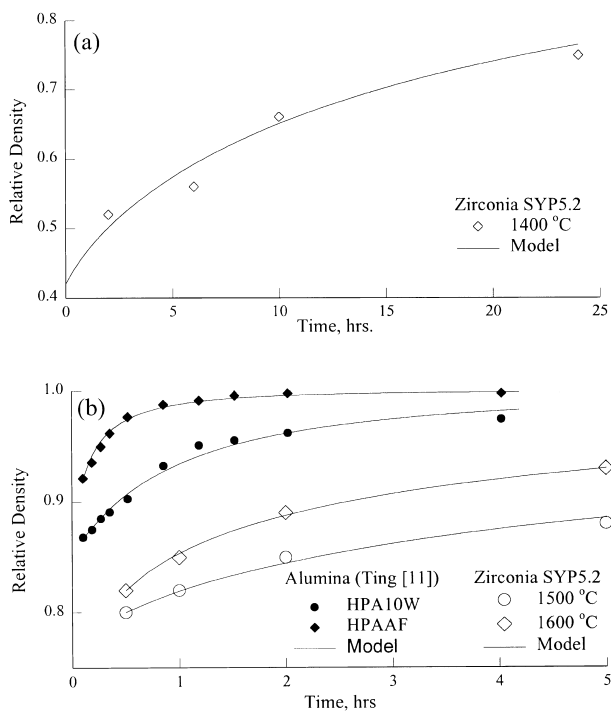 0.8
(a)
0.7
Relative Density
0.6
0.5
Zirconia SYP5.2
1400 °C
Model
0.4
0
5
10
15
20
25
Time, hrs.
(b)
1.0
0.9
Relative Density
0.8
Alumina (Ting [11])
HPA10W
HPAAF
Model
Zirconia SYP5.2
1500 °C
1600 °C
Model
1
2
3
4
5
Time, hrs